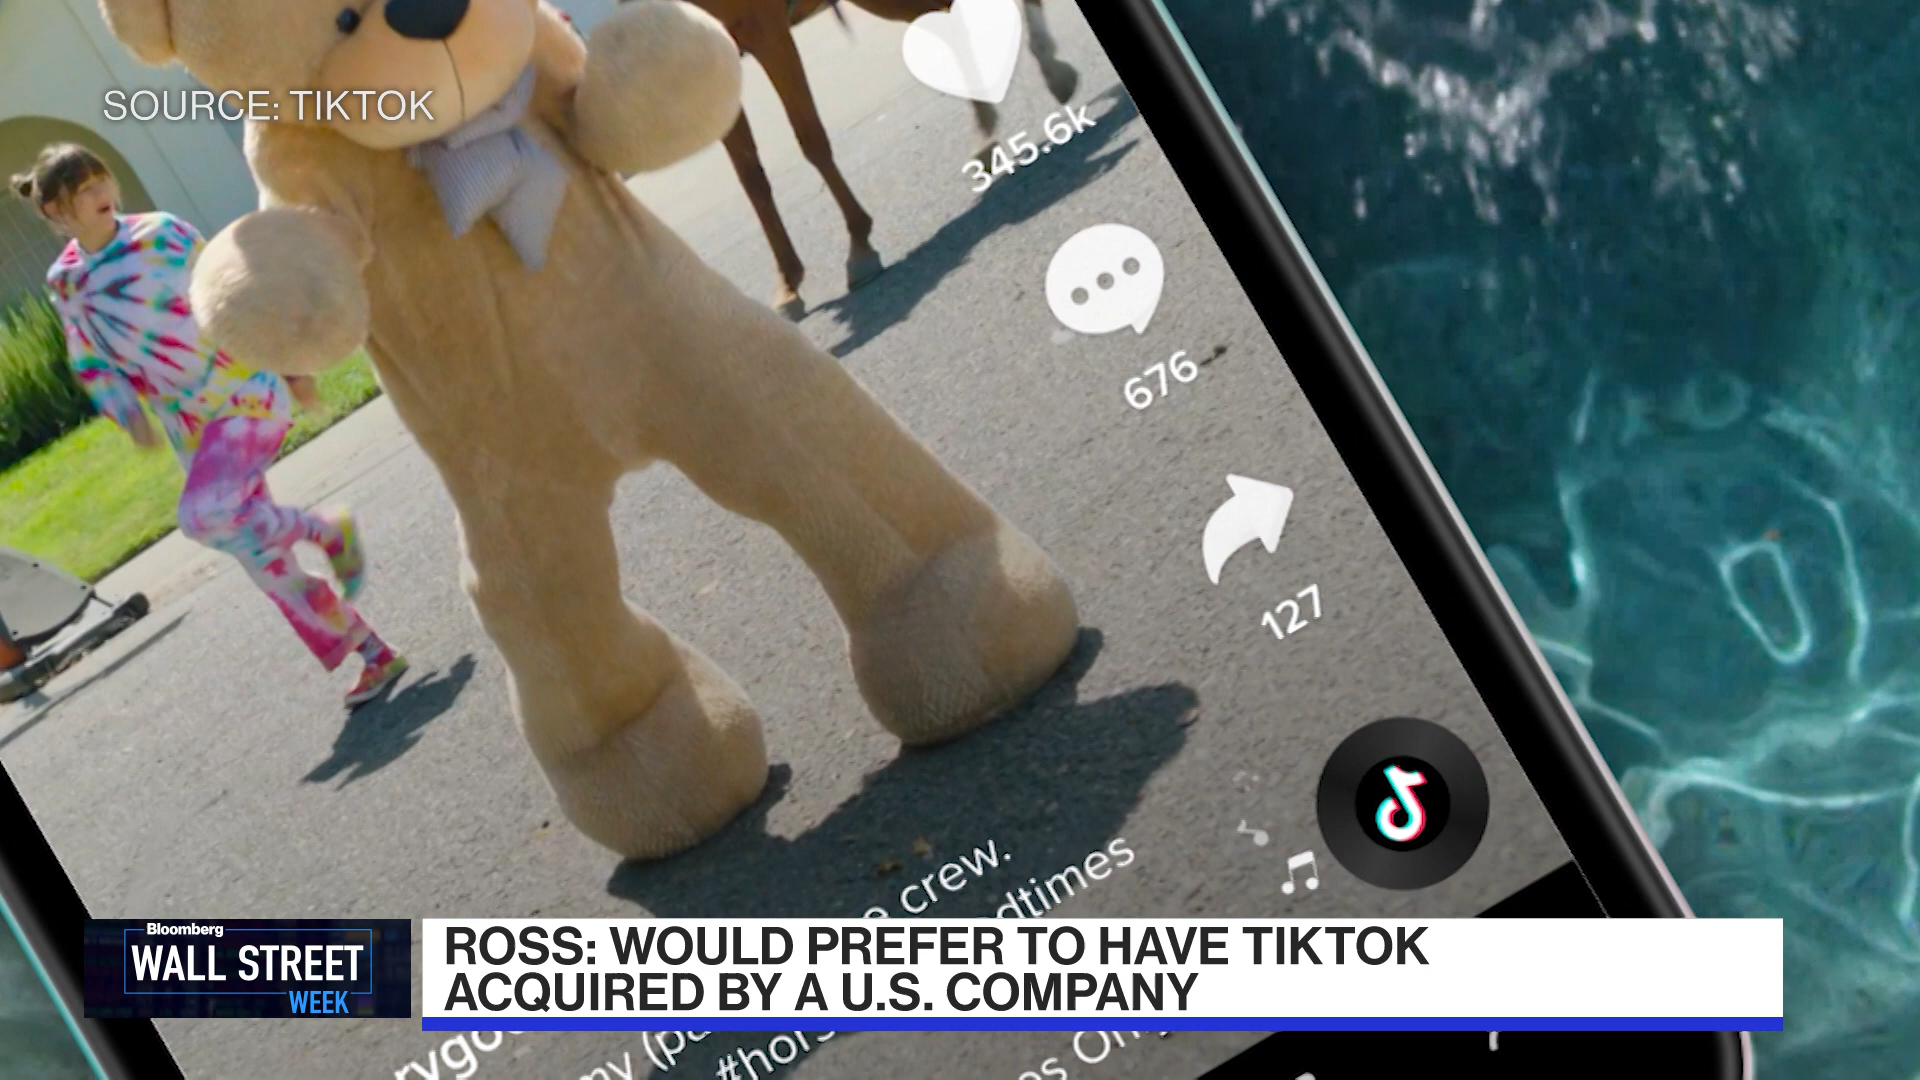 SOURCE: TIKTOK
345.6k
676
127
crew.
Bloomberg
WALL STREET
WEEK
ROSS: WOULD PREFER TO HAVE TIKTOK
ACQUIRED BY A U.S. COMPANY